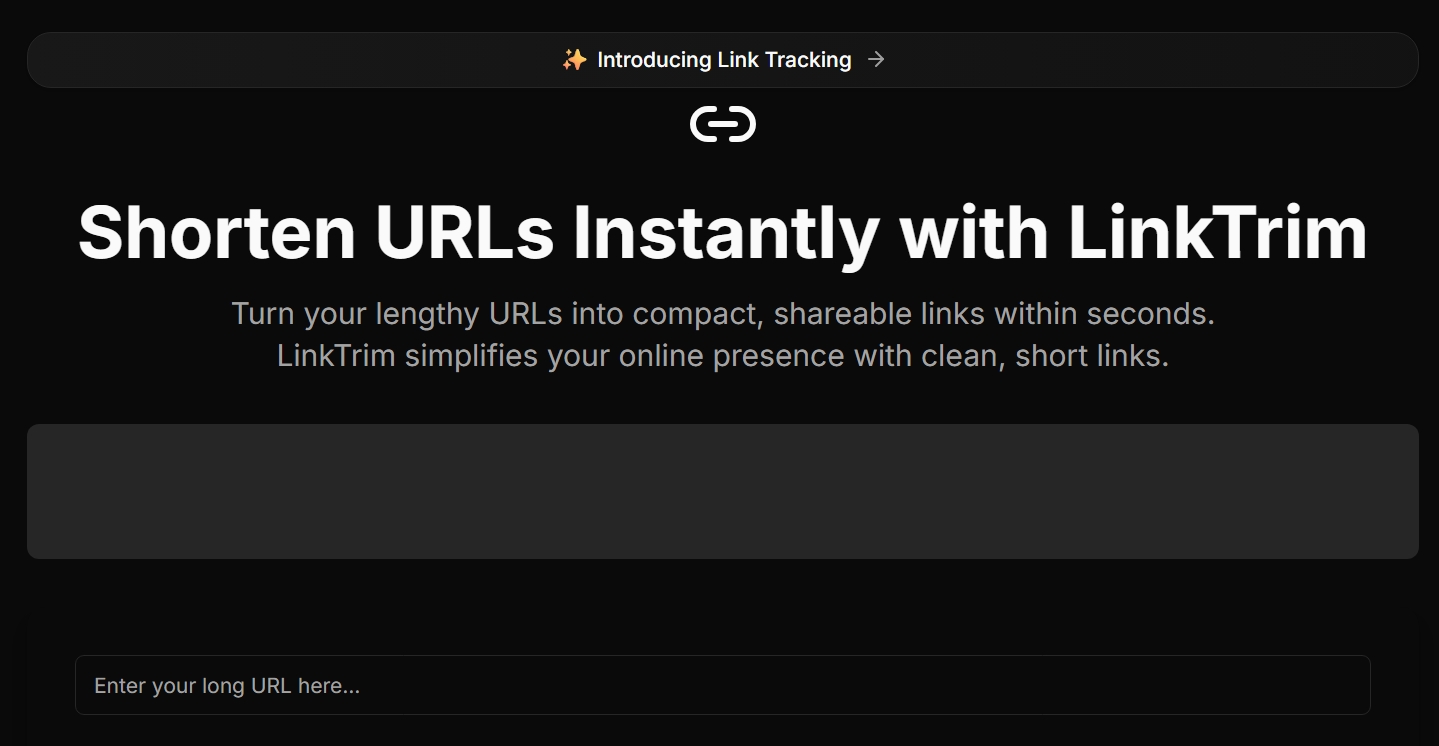 ✨ Introducing Link Tracking →
Shorten URLs Instantly with LinkTrim
Turn your lengthy URLs into compact, shareable links within seconds.
LinkTrim simplifies your online presence with clean, short links.
Enter your long URL here...